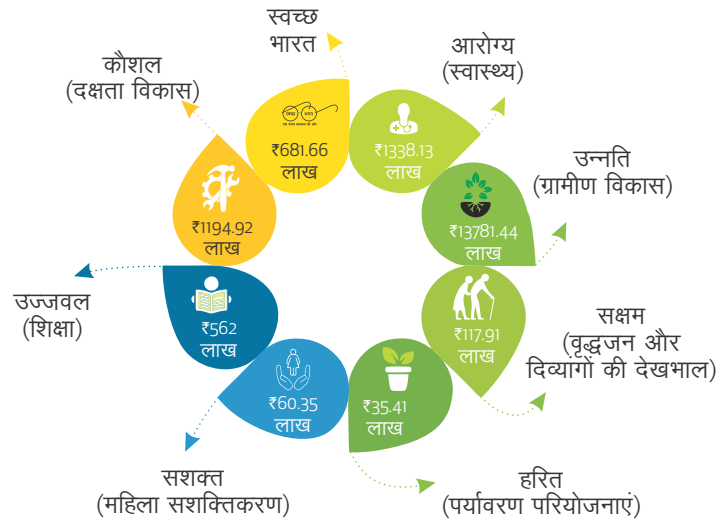 स्वच्छ
भारत
आरोग्य
(स्वास्थ्य)
कौशल
(दक्षता विकास)
₹681.66
लाख
₹1338.13
लाख
उन्नति
(ग्रामीण विकास)
₹1194.92
लाख
₹13781.44
लाख
उज्जवल
(शिक्षा)
₹562
लाख
₹117.91
लाख
सक्षम
(वृद्धजन और
दिव्यागों की देखभाल)
₹60.35
लाख
₹35.41
लाख
सशक्त
(महिला सशक्तिकरण)
हरित
(पर्यावरण परियोजनाएं)